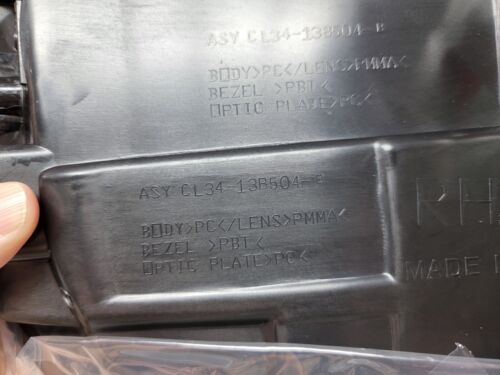 ASY CL34-13B504-B
BODY>PC</LENS>PMMA<
BEZEL >PBT<
OPTIC PLATE>PC<
ASY CL34-13B504-
BODY>PC</LENS>PMMA<
BEZEL >PBT<
OPTIC PLATE>PC<
RH
MADE